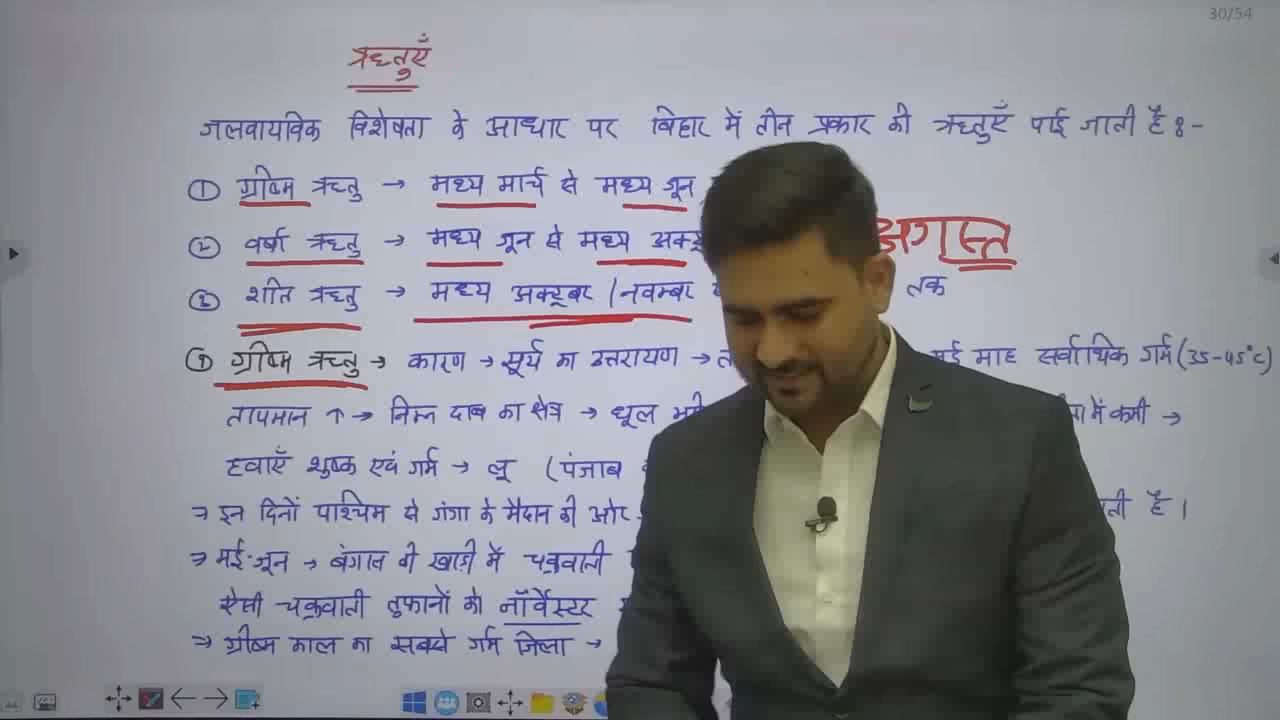 30/54
ऋतुएँ
जलवायविक विशेषता के आधार पर बिहार में तीन प्रकार की ऋतुएँ पाई जाती है :-
① ग्रीष्म ऋतु → मध्य मार्च से मध्य जून
② वर्षा ऋतु → मध्य जून से मध्य अक्टू अगस्त
③ शीत ऋतु → मध्य अक्टूबर/नवम्बर तक
① ग्रीष्म ऋतु → कारण → सूर्य का उत्तरायण → माह सर्वाधिक गर्म (35-45°C)
तापमान ↑ → निम्न दाब का क्षेत्र → धूल में कमी →
हवाएँ शुष्क एवं गर्म → लू (पंजाब
→ इन दिनों पश्चिम से गंगा के मैदान की ओर है।
→ मई-जून → बंगाल की खाड़ी में चक्रवाती
ऐसी चक्रवाती तुफानों को नॉर्वेस्टर
→ ग्रीष्म काल का सबसे गर्म जिला →